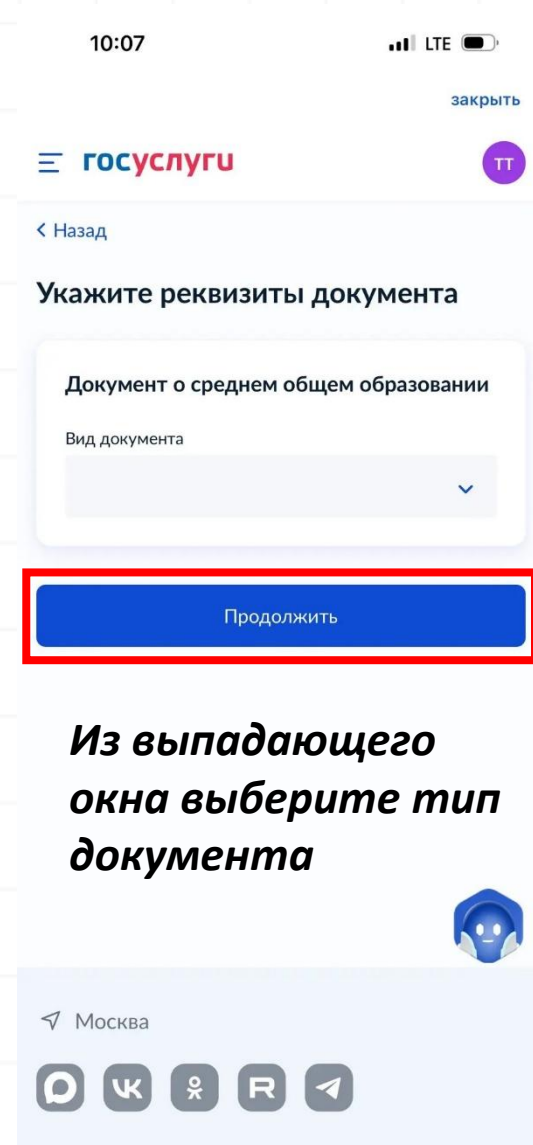 10:07 LTE
закрыть
госуслуги ТТ
Назад
Укажите реквизиты документа
Документ о среднем общем образовании
Вид документа
Продолжить
Из выпадающего
окна выберите тип
документа
Москва